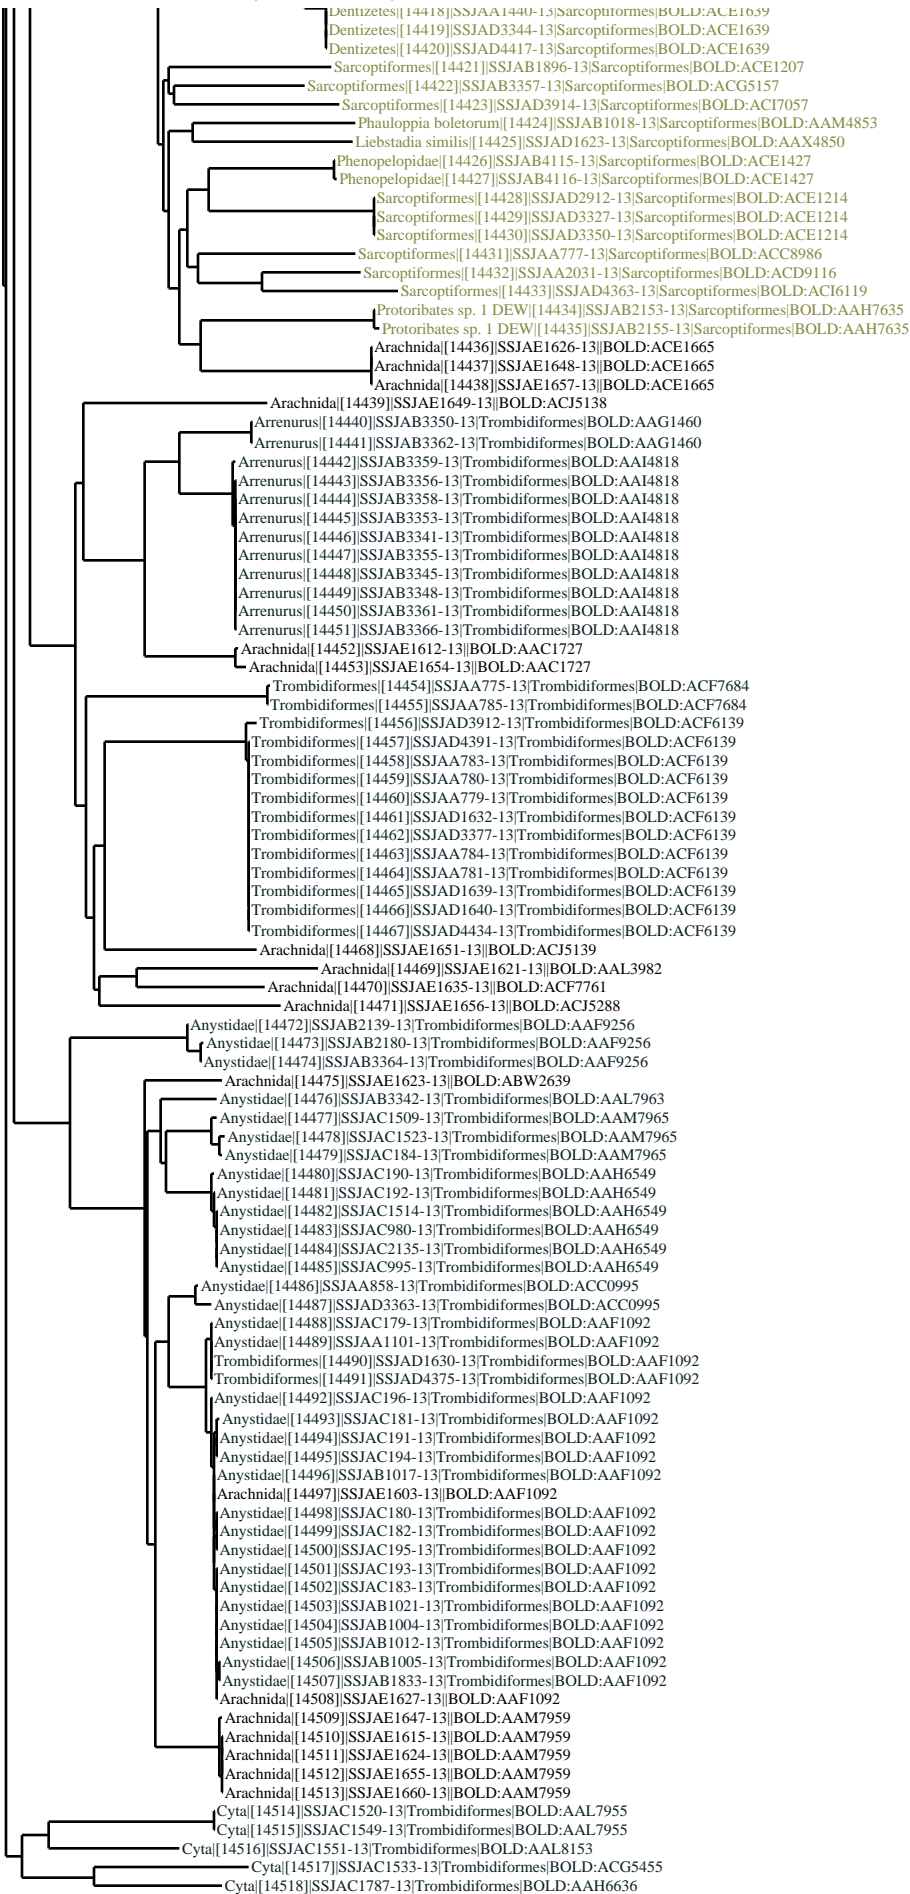 Dentizetes|[14418]|SSJAA1440-13|Sarcoptiformes|BOLD:ACE1639
Dentizetes|[14419]|SSJAD3344-13|Sarcoptiformes|BOLD:ACE1639
Dentizetes|[14420]|SSJAD4417-13|Sarcoptiformes|BOLD:ACE1639
Sarcoptiformes|[14421]|SSJAB1896-13|Sarcoptiformes|BOLD:ACE1207
Sarcoptiformes|[14422]|SSJAB3357-13|Sarcoptiformes|BOLD:ACG5157
Sarcoptiformes|[14423]|SSJAD3914-13|Sarcoptiformes|BOLD:ACI7057
Phauloppia boletorum|[14424]|SSJAB1018-13|Sarcoptiformes|BOLD:AAM4853
Liebstadia similis|[14425]|SSJAD1623-13|Sarcoptiformes|BOLD:AAX4850
Phenopelopidae|[14426]|SSJAB4115-13|Sarcoptiformes|BOLD:ACE1427
Phenopelopidae|[14427]|SSJAB4116-13|Sarcoptiformes|BOLD:ACE1427
Sarcoptiformes|[14428]|SSJAD2912-13|Sarcoptiformes|BOLD:ACE1214
Sarcoptiformes|[14429]|SSJAD3327-13|Sarcoptiformes|BOLD:ACE1214
Sarcoptiformes|[14430]|SSJAD3350-13|Sarcoptiformes|BOLD:ACE1214
Sarcoptiformes|[14431]|SSJAA777-13|Sarcoptiformes|BOLD:ACC8986
Sarcoptiformes|[14432]|SSJAA2031-13|Sarcoptiformes|BOLD:ACD9116
Sarcoptiformes|[14433]|SSJAD4363-13|Sarcoptiformes|BOLD:ACI6119
Protoribates sp. 1 DEW|[14434]|SSJAB2153-13|Sarcoptiformes|BOLD:AAH7635
Protoribates sp. 1 DEW|[14435]|SSJAB2155-13|Sarcoptiformes|BOLD:AAH7635
Arachnida|[14436]|SSJAE1626-13||BOLD:ACE1665
Arachnida|[14437]|SSJAE1648-13||BOLD:ACE1665
Arachnida|[14438]|SSJAE1657-13||BOLD:ACE1665
Arachnida|[14439]|SSJAE1649-13||BOLD:ACJ5138
Arrenurus|[14440]|SSJAB3350-13|Trombidiformes|BOLD:AAG1460
Arrenurus|[14441]|SSJAB3362-13|Trombidiformes|BOLD:AAG1460
Arrenurus|[14442]|SSJAB3359-13|Trombidiformes|BOLD:AAI4818
Arrenurus|[14443]|SSJAB3356-13|Trombidiformes|BOLD:AAI4818
Arrenurus|[14444]|SSJAB3358-13|Trombidiformes|BOLD:AAI4818
Arrenurus|[14445]|SSJAB3353-13|Trombidiformes|BOLD:AAI4818
Arrenurus|[14446]|SSJAB3341-13|Trombidiformes|BOLD:AAI4818
Arrenurus|[14447]|SSJAB3355-13|Trombidiformes|BOLD:AAI4818
Arrenurus|[14448]|SSJAB3345-13|Trombidiformes|BOLD:AAI4818
Arrenurus|[14449]|SSJAB3348-13|Trombidiformes|BOLD:AAI4818
Arrenurus|[14450]|SSJAB3361-13|Trombidiformes|BOLD:AAI4818
Arrenurus|[14451]|SSJAB3366-13|Trombidiformes|BOLD:AAI4818
Arachnida|[14452]|SSJAE1612-13||BOLD:AAC1727
Arachnida|[14453]|SSJAE1654-13||BOLD:AAC1727
Trombidiformes|[14454]|SSJAA775-13|Trombidiformes|BOLD:ACF7684
Trombidiformes|[14455]|SSJAA785-13|Trombidiformes|BOLD:ACF7684
Trombidiformes|[14456]|SSJAD3912-13|Trombidiformes|BOLD:ACF6139
Trombidiformes|[14457]|SSJAD4391-13|Trombidiformes|BOLD:ACF6139
Trombidiformes|[14458]|SSJAA783-13|Trombidiformes|BOLD:ACF6139
Trombidiformes|[14459]|SSJAA780-13|Trombidiformes|BOLD:ACF6139
Trombidiformes|[14460]|SSJAA779-13|Trombidiformes|BOLD:ACF6139
Trombidiformes|[14461]|SSJAD1632-13|Trombidiformes|BOLD:ACF6139
Trombidiformes|[14462]|SSJAD3377-13|Trombidiformes|BOLD:ACF6139
Trombidiformes|[14463]|SSJAA784-13|Trombidiformes|BOLD:ACF6139
Trombidiformes|[14464]|SSJAA781-13|Trombidiformes|BOLD:ACF6139
Trombidiformes|[14465]|SSJAD1639-13|Trombidiformes|BOLD:ACF6139
Trombidiformes|[14466]|SSJAD1640-13|Trombidiformes|BOLD:ACF6139
Trombidiformes|[14467]|SSJAD4434-13|Trombidiformes|BOLD:ACF6139
Arachnida|[14468]|SSJAE1651-13||BOLD:ACJ5139
Arachnida|[14469]|SSJAE1621-13||BOLD:AAL3982
Arachnida|[14470]|SSJAE1635-13||BOLD:ACF7761
Arachnida|[14471]|SSJAE1656-13||BOLD:ACJ5288
Anystidae|[14472]|SSJAB2139-13|Trombidiformes|BOLD:AAF9256
Anystidae|[14473]|SSJAB2180-13|Trombidiformes|BOLD:AAF9256
Anystidae|[14474]|SSJAB3364-13|Trombidiformes|BOLD:AAF9256
Arachnida|[14475]|SSJAE1623-13||BOLD:ABW2639
Anystidae|[14476]|SSJAB3342-13|Trombidiformes|BOLD:AAL7963
Anystidae|[14477]|SSJAC1509-13|Trombidiformes|BOLD:AAM7965
Anystidae|[14478]|SSJAC1523-13|Trombidiformes|BOLD:AAM7965
Anystidae|[14479]|SSJAC184-13|Trombidiformes|BOLD:AAM7965
Anystidae|[14480]|SSJAC190-13|Trombidiformes|BOLD:AAH6549
Anystidae|[14481]|SSJAC192-13|Trombidiformes|BOLD:AAH6549
Anystidae|[14482]|SSJAC1514-13|Trombidiformes|BOLD:AAH6549
Anystidae|[14483]|SSJAC980-13|Trombidiformes|BOLD:AAH6549
Anystidae|[14484]|SSJAC2135-13|Trombidiformes|BOLD:AAH6549
Anystidae|[14485]|SSJAC995-13|Trombidiformes|BOLD:AAH6549
Anystidae|[14486]|SSJAA858-13|Trombidiformes|BOLD:ACC0995
Anystidae|[14487]|SSJAD3363-13|Trombidiformes|BOLD:ACC0995
Anystidae|[14488]|SSJAC179-13|Trombidiformes|BOLD:AAF1092
Anystidae|[14489]|SSJAA1101-13|Trombidiformes|BOLD:AAF1092
Trombidiformes|[14490]|SSJAD1630-13|Trombidiformes|BOLD:AAF1092
Trombidiformes|[14491]|SSJAD4375-13|Trombidiformes|BOLD:AAF1092
Anystidae|[14492]|SSJAC196-13|Trombidiformes|BOLD:AAF1092
Anystidae|[14493]|SSJAC181-13|Trombidiformes|BOLD:AAF1092
Anystidae|[14494]|SSJAC191-13|Trombidiformes|BOLD:AAF1092
Anystidae|[14495]|SSJAC194-13|Trombidiformes|BOLD:AAF1092
Anystidae|[14496]|SSJAB1017-13|Trombidiformes|BOLD:AAF1092
Arachnida|[14497]|SSJAE1603-13||BOLD:AAF1092
Anystidae|[14498]|SSJAC180-13|Trombidiformes|BOLD:AAF1092
Anystidae|[14499]|SSJAC182-13|Trombidiformes|BOLD:AAF1092
Anystidae|[14500]|SSJAC195-13|Trombidiformes|BOLD:AAF1092
Anystidae|[14501]|SSJAC193-13|Trombidiformes|BOLD:AAF1092
Anystidae|[14502]|SSJAC183-13|Trombidiformes|BOLD:AAF1092
Anystidae|[14503]|SSJAB1021-13|Trombidiformes|BOLD:AAF1092
Anystidae|[14504]|SSJAB1004-13|Trombidiformes|BOLD:AAF1092
Anystidae|[14505]|SSJAB1012-13|Trombidiformes|BOLD:AAF1092
Anystidae|[14506]|SSJAB1005-13|Trombidiformes|BOLD:AAF1092
Anystidae|[14507]|SSJAB1833-13|Trombidiformes|BOLD:AAF1092
Arachnida|[14508]|SSJAE1627-13||BOLD:AAF1092
Arachnida|[14509]|SSJAE1647-13||BOLD:AAM7959
Arachnida|[14510]|SSJAE1615-13||BOLD:AAM7959
Arachnida|[14511]|SSJAE1624-13||BOLD:AAM7959
Arachnida|[14512]|SSJAE1655-13||BOLD:AAM7959
Arachnida|[14513]|SSJAE1660-13||BOLD:AAM7959
Cyta|[14514]|SSJAC1520-13|Trombidiformes|BOLD:AAL7955
Cyta|[14515]|SSJAC1549-13|Trombidiformes|BOLD:AAL7955
Cyta|[14516]|SSJAC1551-13|Trombidiformes|BOLD:AAL8153
Cyta|[14517]|SSJAC1533-13|Trombidiformes|BOLD:ACG5455
Cyta|[14518]|SSJAC1787-13|Trombidiformes|BOLD:AAH6636